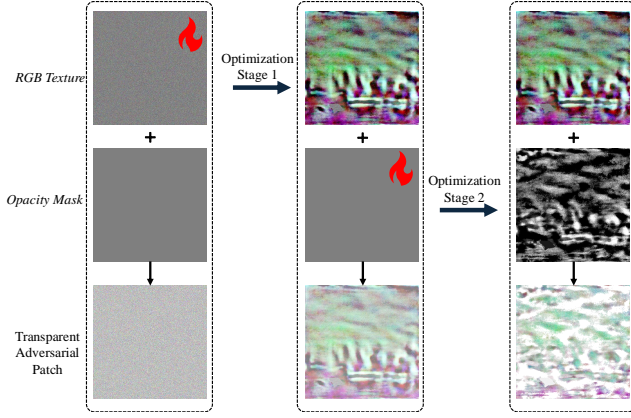 RGB Texture
Optimization
Stage 1
+
+
+
Opacity Mask
Optimization
Stage 2
Transparent
Adversarial
Patch